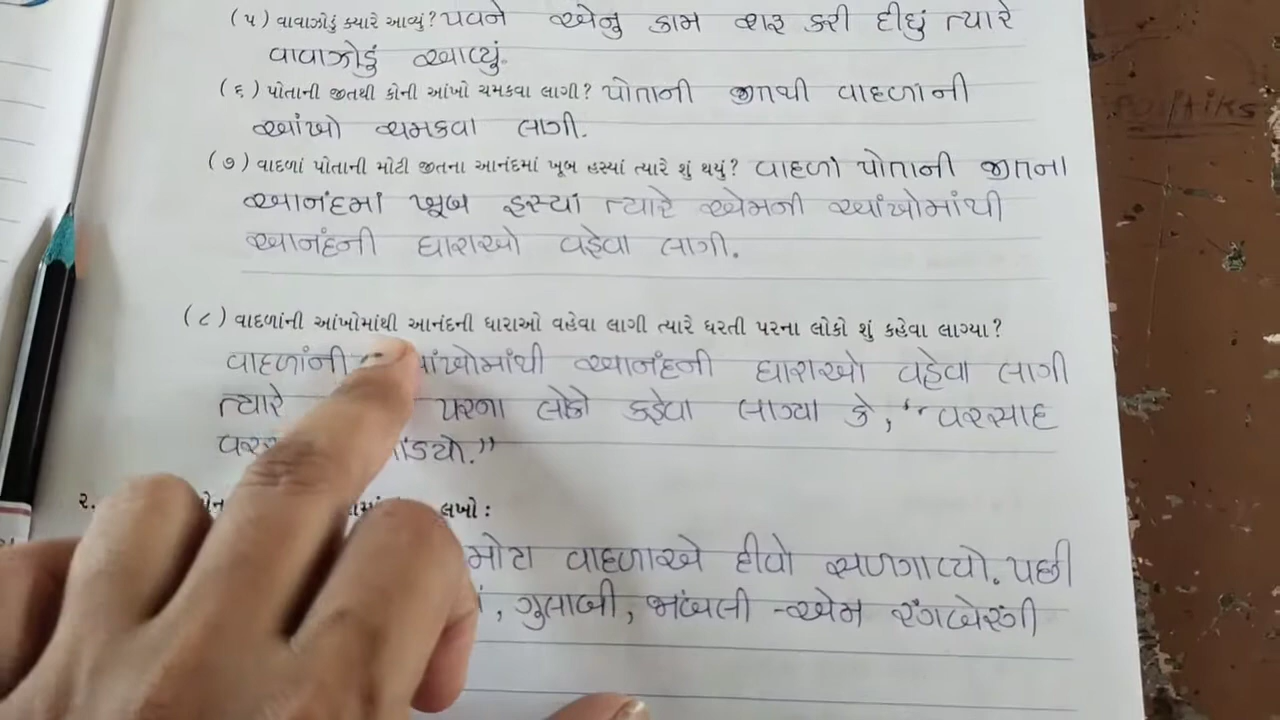 (૫) વાવાઝોડું ક્યારે આવ્યું? પવને એનુ કામ શરૂ કરી દીધું ત્યારે
વાવાઝોડું આવ્યું.
(૬) પોતાની જીતથી કોની આંખો ચમકવા લાગી? પોતાની જીતથી વાદળાની
આંખો ચમકવા લાગી.
(૭) વાદળાં પોતાની મોટી જીતના આનંદમાં ખૂબ હસ્યાં ત્યારે શું થયું? વાદળાં પોતાની જીતના
આનંદમાં ખૂબ હસ્યાં ત્યારે એમની આંખોમાંથી
આનંદની ધારાઓ વહેવા લાગી.
(૮) વાદળાંની આંખોમાંથી આનંદની ધારાઓ વહેવા લાગી ત્યારે ધરતી પરના લોકો શું કહેવા લાગ્યા?
વાદળાંની આંખોમાંથી આનંદની ધારાઓ વહેવા લાગી
ત્યારે પરના લોકો કહેવા લાગ્યા કે, "વરસાદ
૨. લખો :
મોટા વાદળાએ દીવો સળગાવ્યો. પછી
, ગુલાબી, જાંબલી - એમ રંગબેરંગી